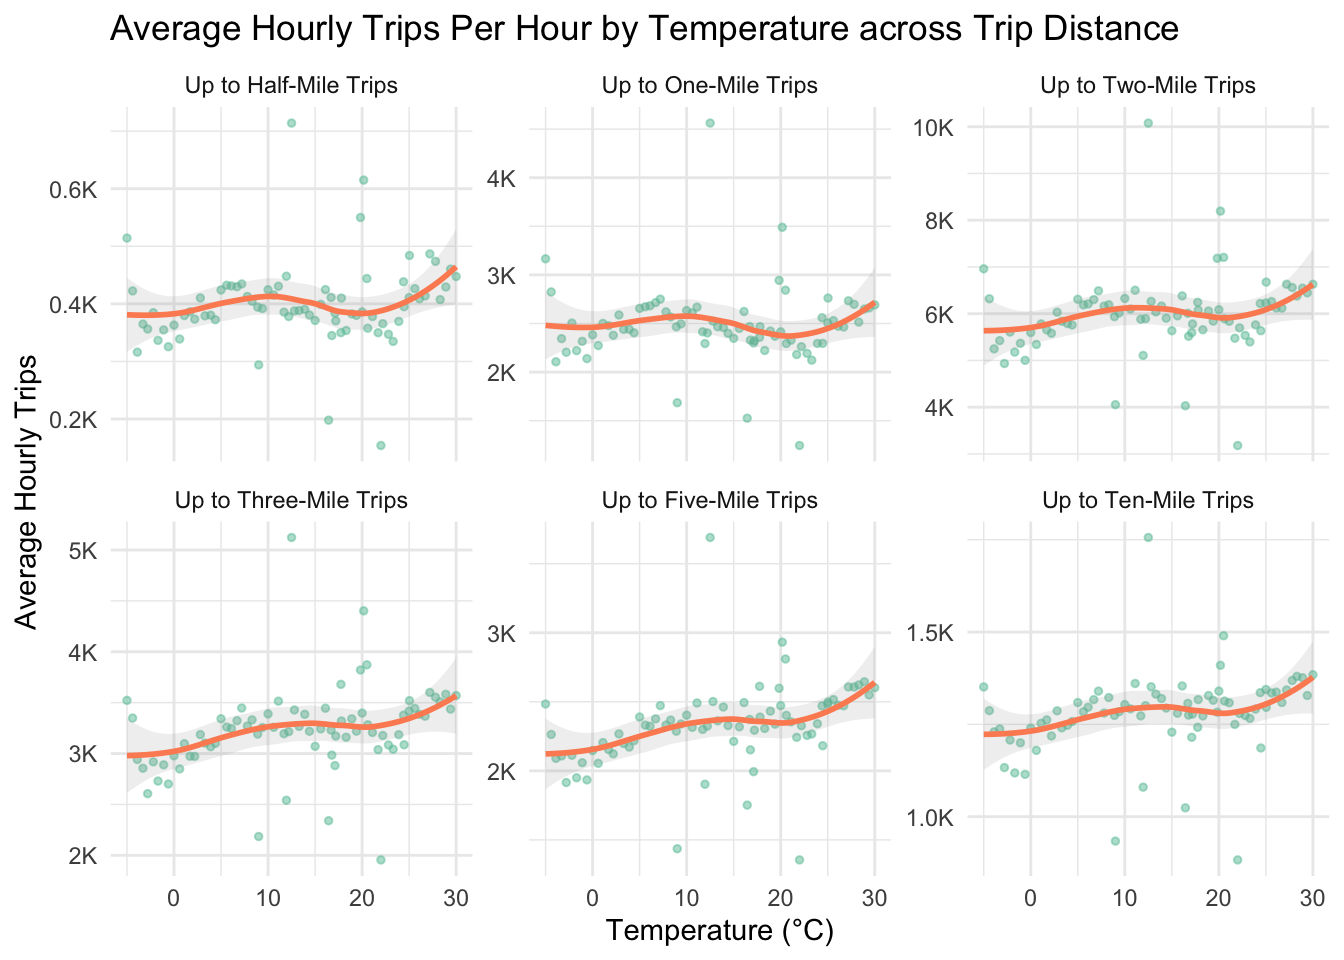 Average Hourly Trips Per Hour by Temperature across Trip Distance
Up to Half-Mile Trips
Up to One-Mile Trips
Up to Two-Mile Trips
0.6K
0.4K
0.2K
4K
3K
2K
10K
8K
6K
4K
Average Hourly Trips
Up to Three-Mile Trips
Up to Five-Mile Trips
Up to Ten-Mile Trips
5K
4K
3K
2K
3K
2K
1.5K
1.0K
0 10 20 30
0 10 20 30
0 10 20 30
Temperature (°C)